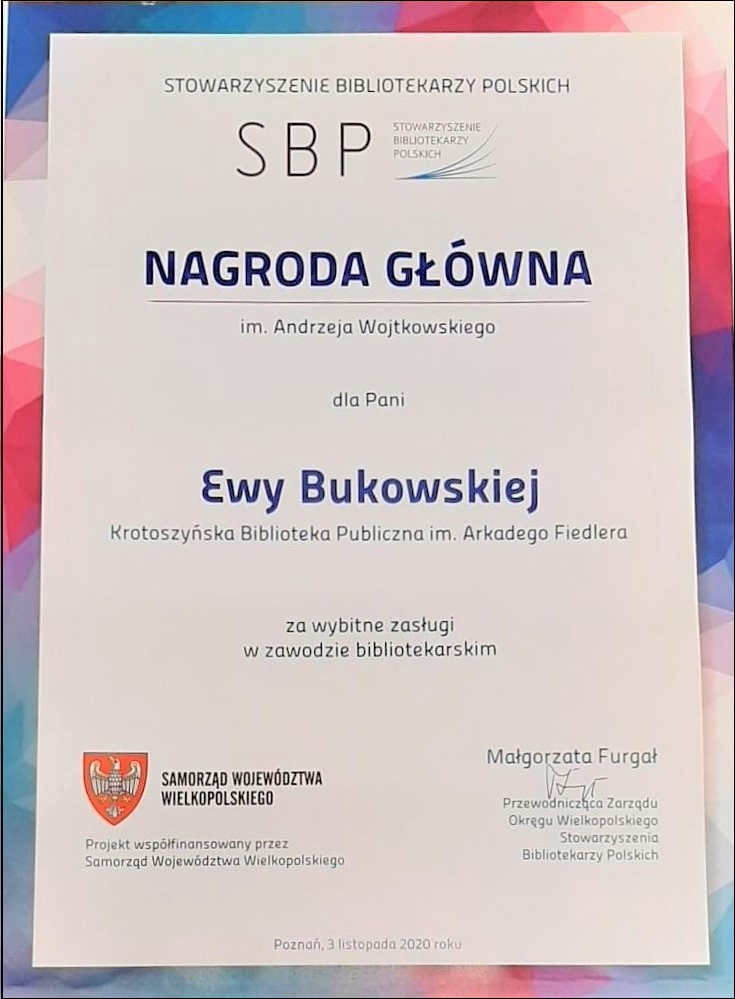 STOWARZYSZENIE BIBLIOTEKARZY POLSKICH
SBP
STOWARZYSZENIE
BIBLIOTEKARZY
POLSKICH
NAGRODA GŁÓWNA
im. Andrzeja Wojtkowskiego
dla Pani
Ewy Bukowskiej
Krotoszyńska Biblioteka Publiczna im. Arkadego Fiedlera
za wybitne zasługi
w zawodzie bibliotekarskim
SAMORZĄD WOJEWÓDZTWA
WIELKOPOLSKIEGO
Projekt współfinansowany przez
Samorząd Województwa Wielkopolskiego
Małgorzata Furgał
Przewodnicząca Zarządu
Okręgu Wielkopolskiego
Stowarzyszenia
Bibliotekarzy Polskich
Poznań, 3 listopada 2020 roku